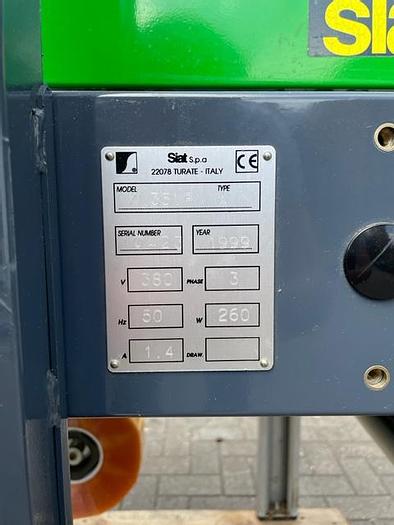 Siat
Siat S.p.a CE
22078 TURATE - ITALY
MODEL TYPE
SERIAL NUMBER YEAR
1999
V 380 PHASE 3
Hz 50 W 260
A 1.4 DRAW.